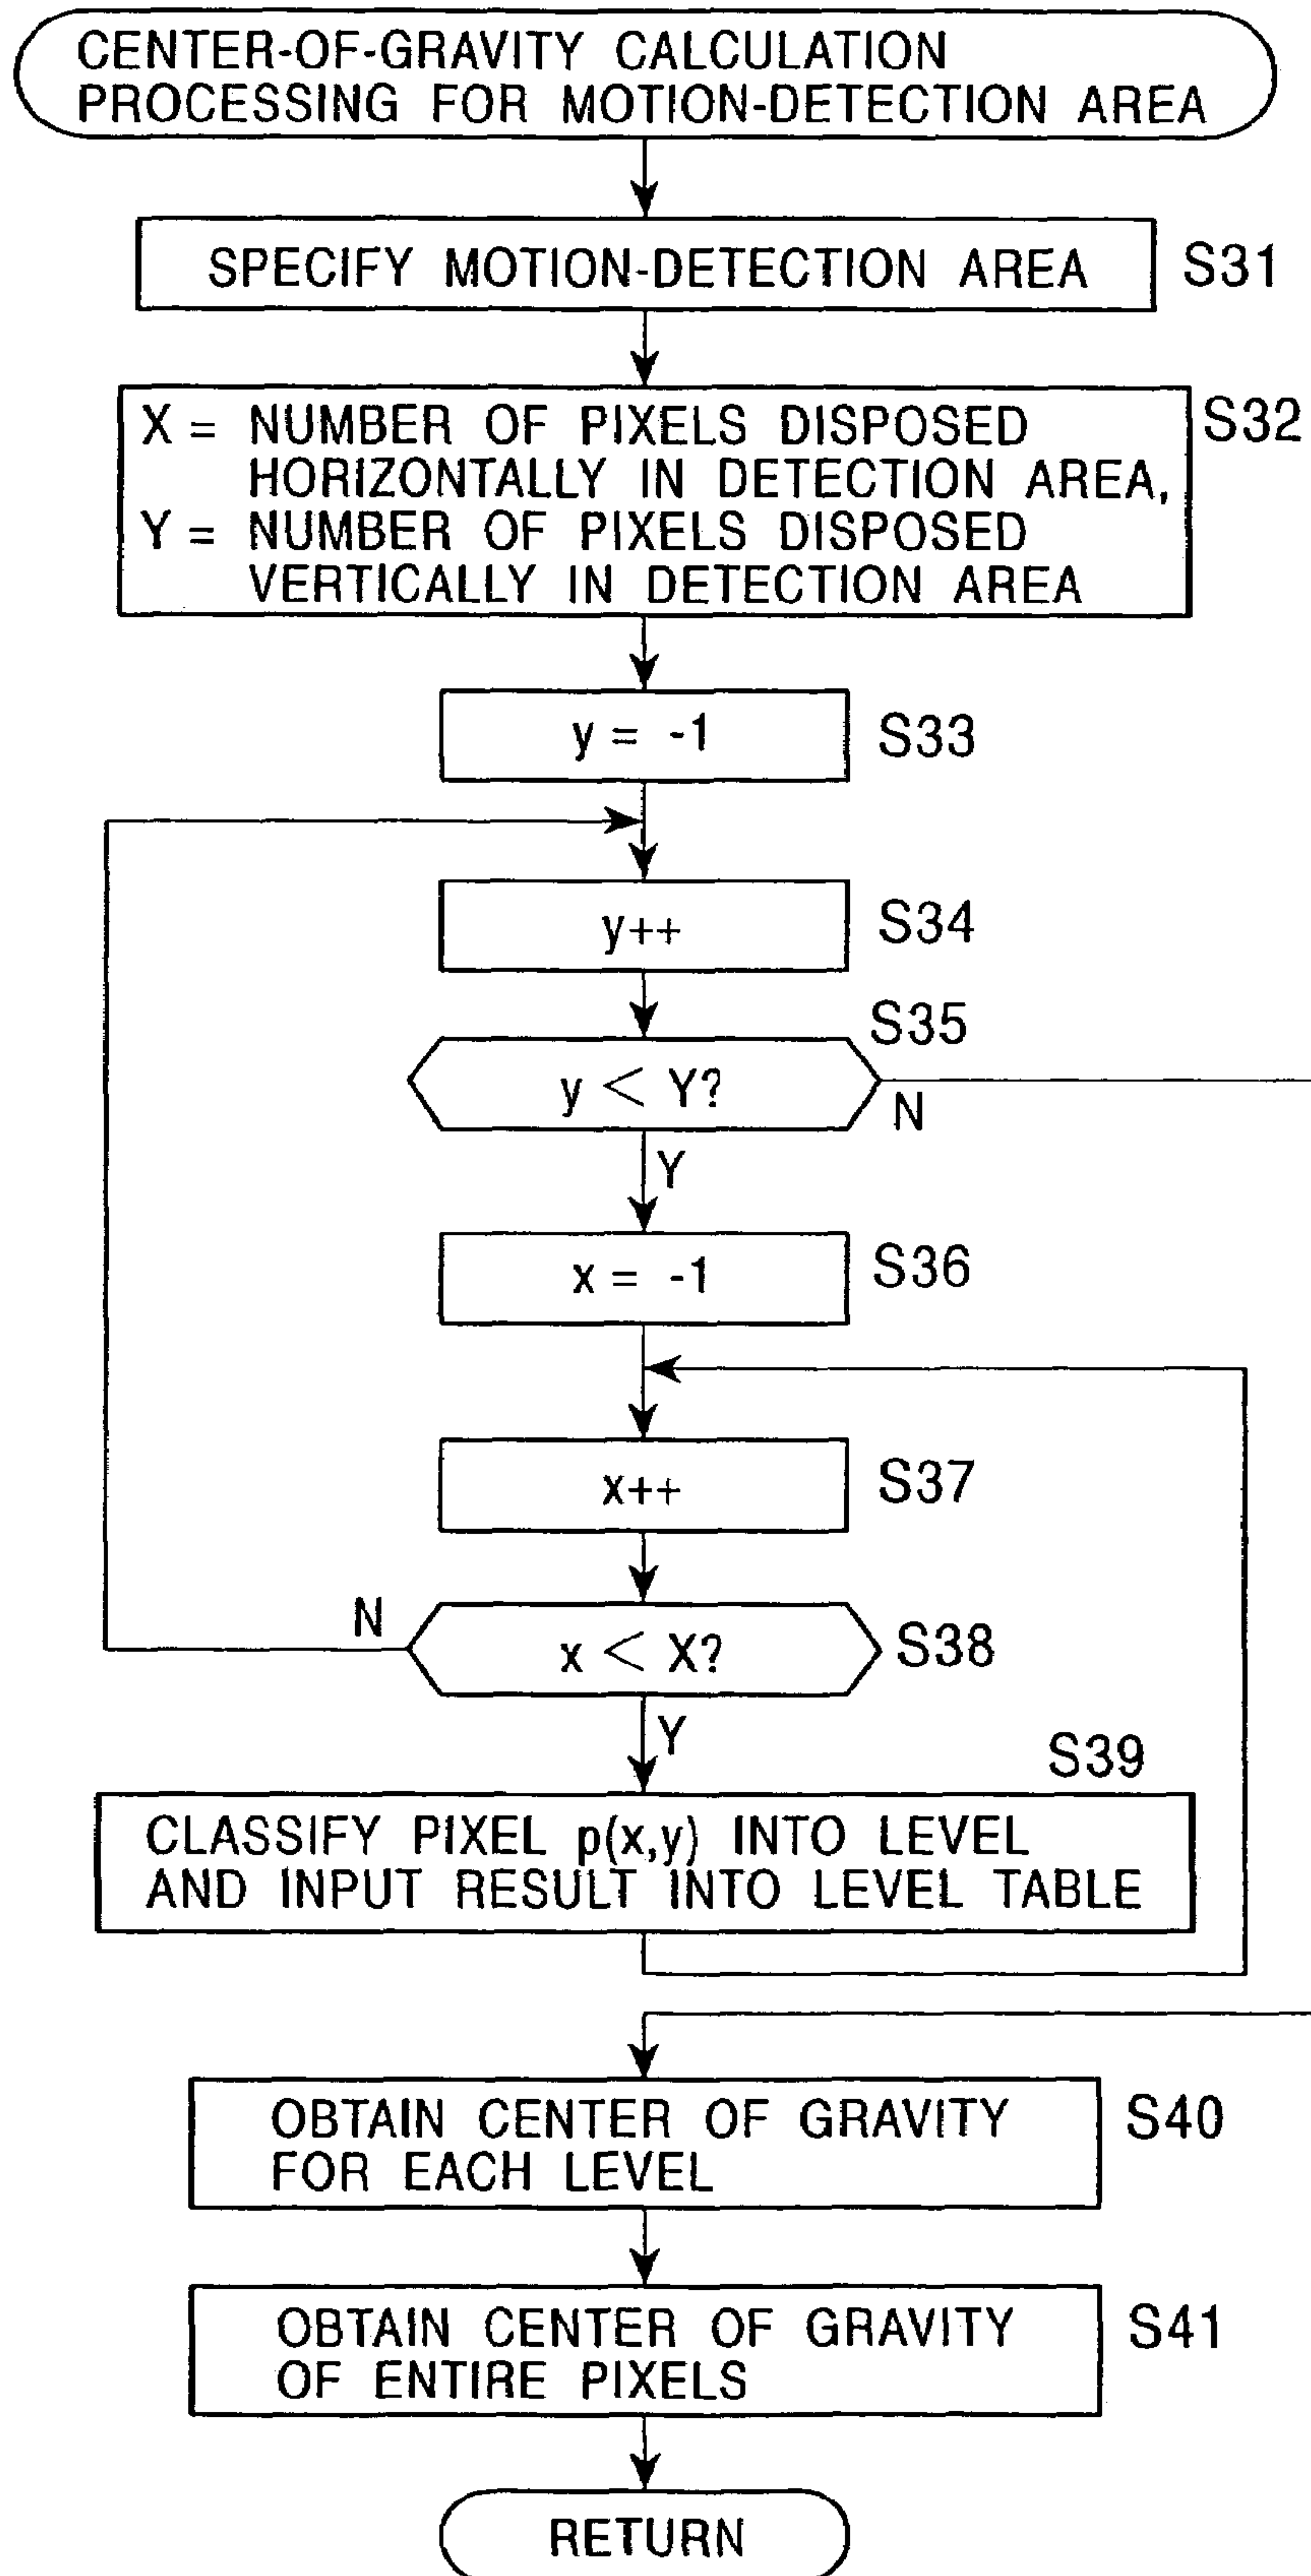 CENTER-OF-GRAVITY CALCULATION
PROCESSING FOR MOTION-DETECTION AREA
SPECIFY MOTION-DETECTION AREA
S31
X = NUMBER OF PIXELS DISPOSED
HORIZONTALLY IN DETECTION AREA,
Y = NUMBER OF PIXELS DISPOSED
VERTICALLY IN DETECTION AREA
S32
y = -1
S33
y++
S34
S35
y < Y?
N
Y
x = -1
S36
x++
S37
N
x < X?
S38
Y
S39
CLASSIFY PIXEL p(x,y) INTO LEVEL
AND INPUT RESULT INTO LEVEL TABLE
OBTAIN CENTER OF GRAVITY
FOR EACH LEVEL
S40
OBTAIN CENTER OF GRAVITY
OF ENTIRE PIXELS
S41
RETURN